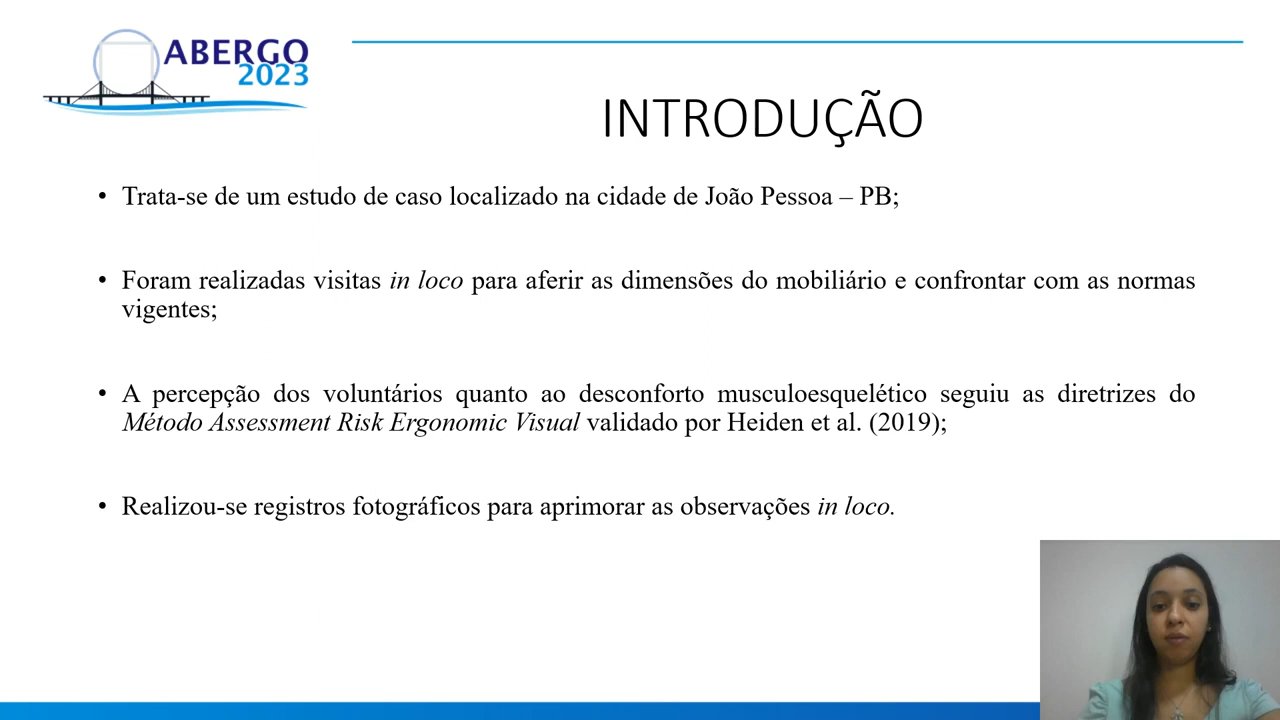 ABERGO
2023
INTRODUÇÃO
• Trata-se de um estudo de caso localizado na cidade de João Pessoa – PB;
• Foram realizadas visitas in loco para aferir as dimensões do mobiliário e confrontar com as normas
vigentes;
• A percepção dos voluntários quanto ao desconforto musculoesquelético seguiu as diretrizes do
Método Assessment Risk Ergonomic Visual validado por Heiden et al. (2019);
• Realizou-se registros fotográficos para aprimorar as observações in loco.